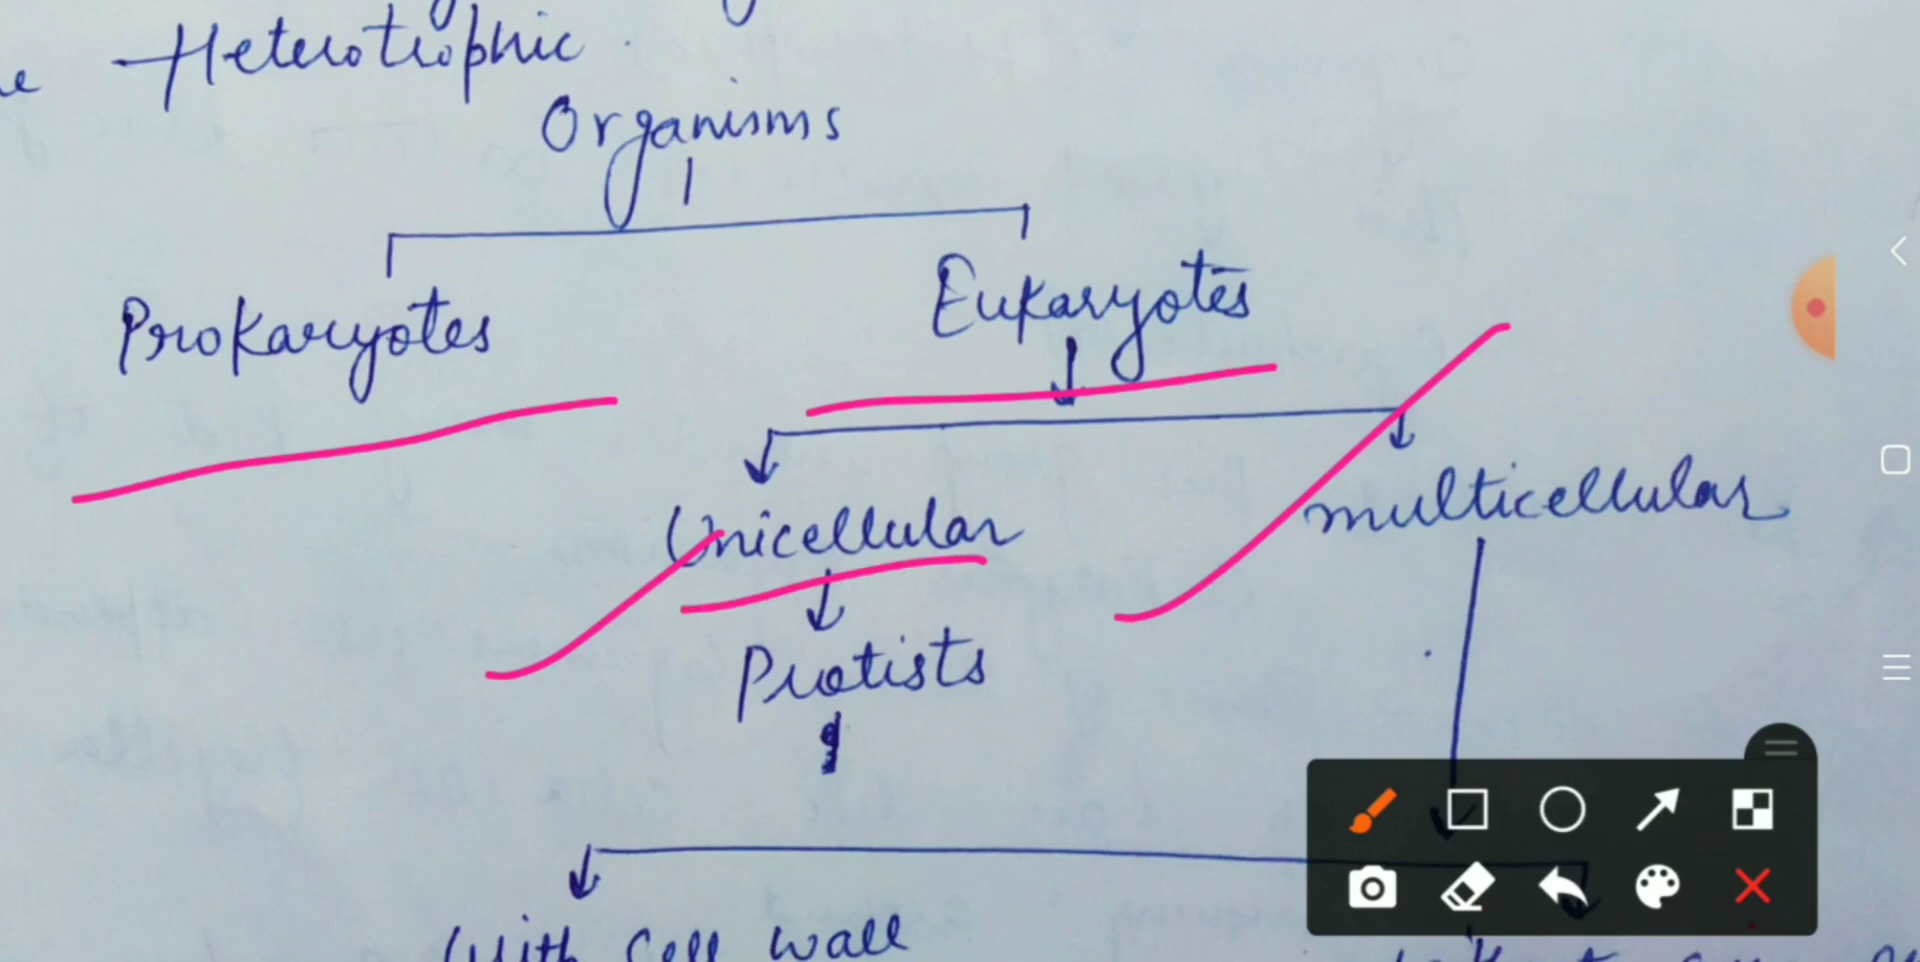 Heterotrophic
Organisms
Prokaryotes
Eukaryotes
Unicellular
multicellular
Protists
With Cell Wall